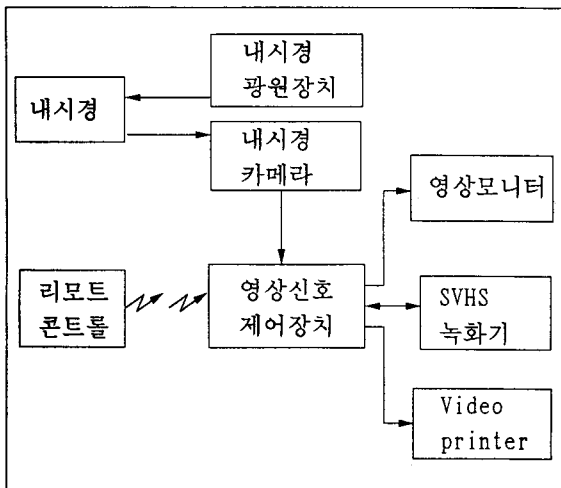 내시경
광원장치
내시경
내시경
카메라
영상모니터
리모트
콘트롤
영상신호
제어장치
SVHS
녹화기
Video
printer